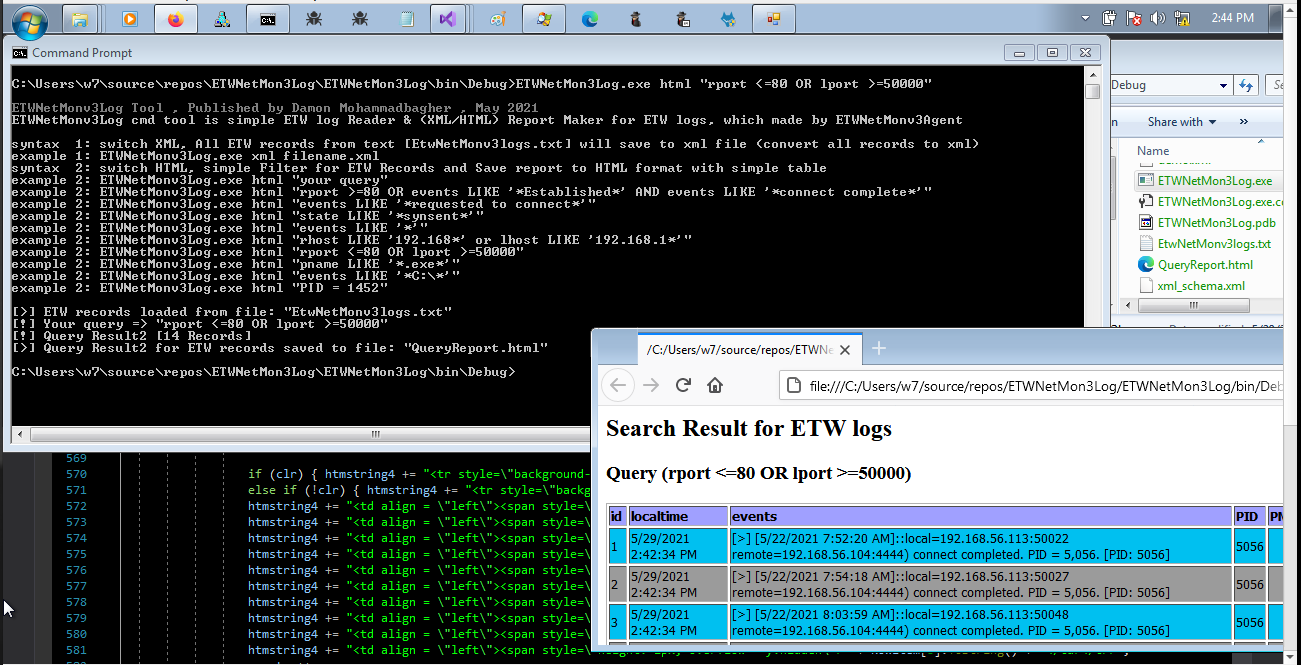 2:44 PM
Command Prompt
C:\Users\w7\source\repos\ETWNetMon3Log\ETWNetMon3Log\bin\Debug>ETWNetMon3Log.exe html "rport <=80 OR lport >=50000"
ETWNetMonv3Log Tool , Published by Damon Mohammadbagher , May 2021
ETWNetMonv3Log cmd tool is simple ETW log Reader & <XML/HTML> Report Maker for ETW logs, which made by ETWNetMonv3Agent
syntax  1: switch XML, All ETW records from text [EtwNetMonv3logs.txt] will save to xml file <convert all records to xml>
example 1: ETWNetMonv3Log.exe xml filename.xml
syntax  2: switch HTML, simple Filter for ETW Records and Save report to HTML format with simple table
example 2: ETWNetMonv3Log.exe html "your query"
example 2: ETWNetMonv3Log.exe html "rport >=80 OR events LIKE '*Established*' AND events LIKE '*connect complete*'"
example 2: ETWNetMonv3Log.exe html "events LIKE '*requested to connect*'"
example 2: ETWNetMonv3Log.exe html "state LIKE '*synsent*'"
example 2: ETWNetMonv3Log.exe html "events LIKE '*'"
example 2: ETWNetMonv3Log.exe html "rhost LIKE '192.168*' or lhost LIKE '192.168.1*'"
example 2: ETWNetMonv3Log.exe html "rport <=80 OR lport >=50000"
example 2: ETWNetMonv3Log.exe html "pname LIKE '*.exe*'"
example 2: ETWNetMonv3Log.exe html "events LIKE '*C:\*'"
example 2: ETWNetMonv3Log.exe html "PID = 1452"
[>] ETW records loaded from file: "EtwNetMonv3logs.txt"
[!] Your query => "rport <=80 OR lport >=50000"
[!] Query Result2 [14 Records]
[>] Query Result2 for ETW records saved to file: "QueryReport.html"
C:\Users\w7\source\repos\ETWNetMon3Log\ETWNetMon3Log\bin\Debug>
Debug
Share with
»
Name
ETWNetMon3Log.exe
ETWNetMon3Log.exe.c
ETWNetMon3Log.pdb
EtwNetMonv3logs.txt
QueryReport.html
xml_schema.xml
/C:/Users/w7/source/repos/ETWNe
file:///C:/Users/w7/source/repos/ETWNetMon3Log/ETWNetMon3Log/bin/Deb
Search Result for ETW logs
Query (rport <=80 OR lport >=50000)
id localtime events PID PN
1 5/29/2021 2:42:34 PM [>] [5/22/2021 7:52:20 AM]::local=192.168.56.113:50022
remote=192.168.56.104:4444) connect completed. PID = 5,056. [PID: 5056] 5056
2 5/29/2021 2:42:34 PM [>] [5/22/2021 7:54:18 AM]::local=192.168.56.113:50027
remote=192.168.56.104:4444) connect completed. PID = 5,056. [PID: 5056] 5056
3 5/29/2021 2:42:34 PM [>] [5/22/2021 8:03:59 AM]::local=192.168.56.113:50048
remote=192.168.56.104:4444) connect completed. PID = 5,056. [PID: 5056] 5056
569
570 if (clr) { htmstring4 += "<tr style=\"background-
571 else if (!clr) { htmstring4 += "<tr style=\"backg
572 htmstring4 += "<td align = \"left\"><span style=\
573 htmstring4 += "<td align = \"left\"><span style=\
574 htmstring4 += "<td align = \"left\"><span style=\
575 htmstring4 += "<td align = \"left\"><span style=\
576 htmstring4 += "<td align = \"left\"><span style=\
577 htmstring4 += "<td align = \"left\"><span style=\
578 htmstring4 += "<td align = \"left\"><span style=\
579 htmstring4 += "<td align = \"left\"><span style=\
580 htmstring4 += "<td align = \"left\"><span style=\
581 htmstring4 += "<td align = \"left\"><span style=\